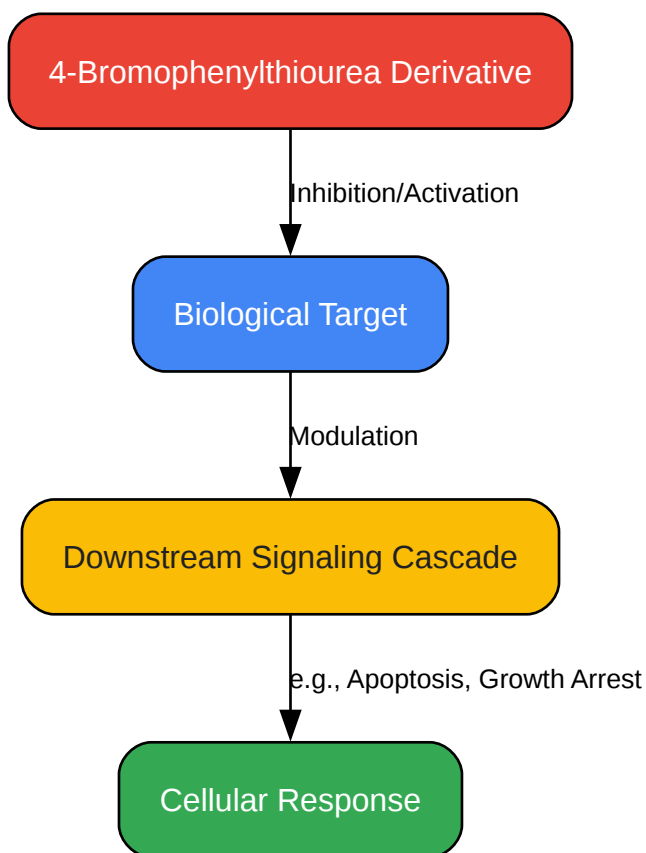 4-Bromophenylthiourea Derivative
Inhibition/Activation
Biological Target
Modulation
Downstream Signaling Cascade
e.g., Apoptosis, Growth Arrest
Cellular Response